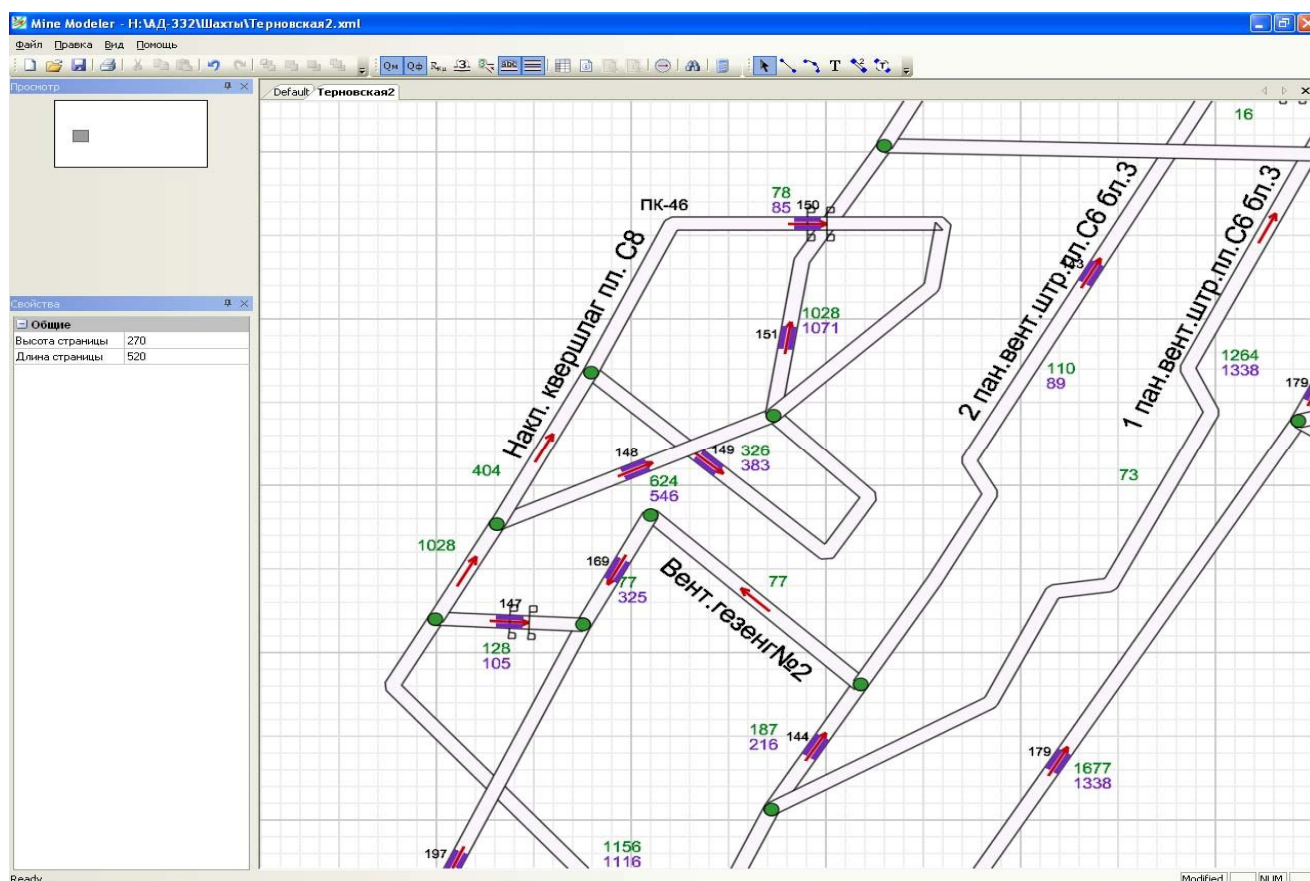 Mine Modeler - H:\АД-332\Шахты\Терновская2.xml
Файл Правка Вид Помощь
Просмотр
Default Терновская2
Свойства
Общие
Высота страницы 270
Длина страницы 520
16
78
85
150
ПК-46
Накл. квершлаг пл. С8
2 пан.вент.штр.пл.С6 бл.3
1 пан.вент.штр.пл.С6 бл.3
1028
1071
151
110
89
1264
1338
179
148
149
326
383
404
624
546
73
1028
169
77
325
77
Вент.гезенг№2
147
128
105
187
216
144
179
1677
1338
197
1156
1116
Ready
Modified NUM